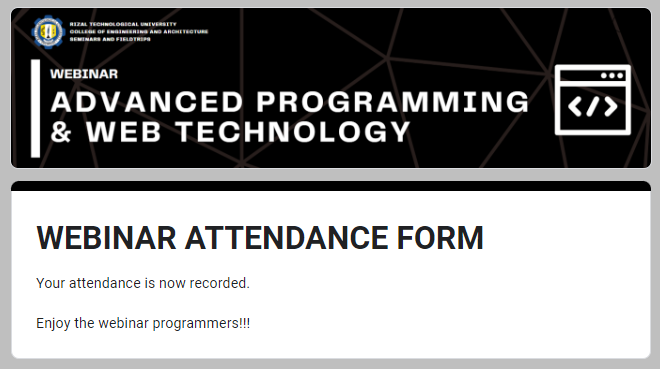 RIZAL TECHNOLOGICAL UNIVERSITY
COLLEGE OF ENGINEERING AND ARCHITECTURE
SEMINARS AND FIELDTRIPS
WEBINAR
ADVANCED PROGRAMMING
& WEB TECHNOLOGY
</>
WEBINAR ATTENDANCE FORM
Your attendance is now recorded.
Enjoy the webinar programmers!!!